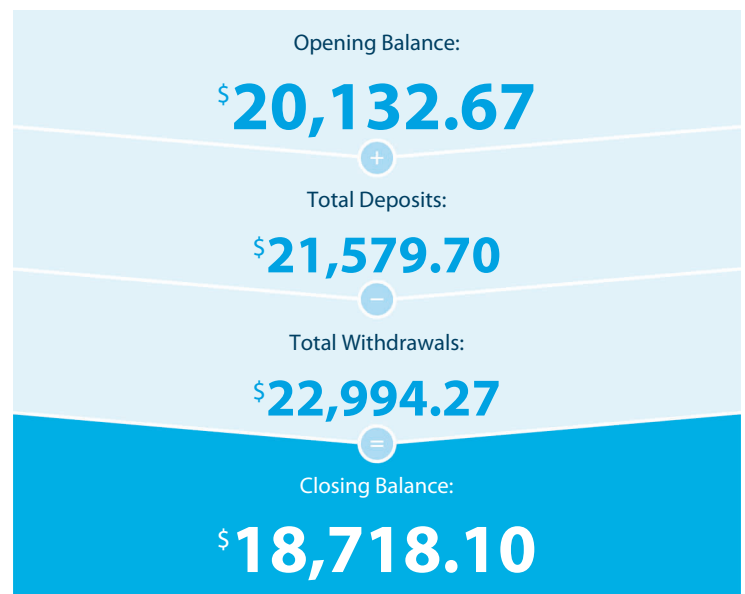 Opening Balance:
$20,132.67
+
Total Deposits:
$21,579.70
−
Total Withdrawals:
$22,994.27
=
Closing Balance:
$18,718.10